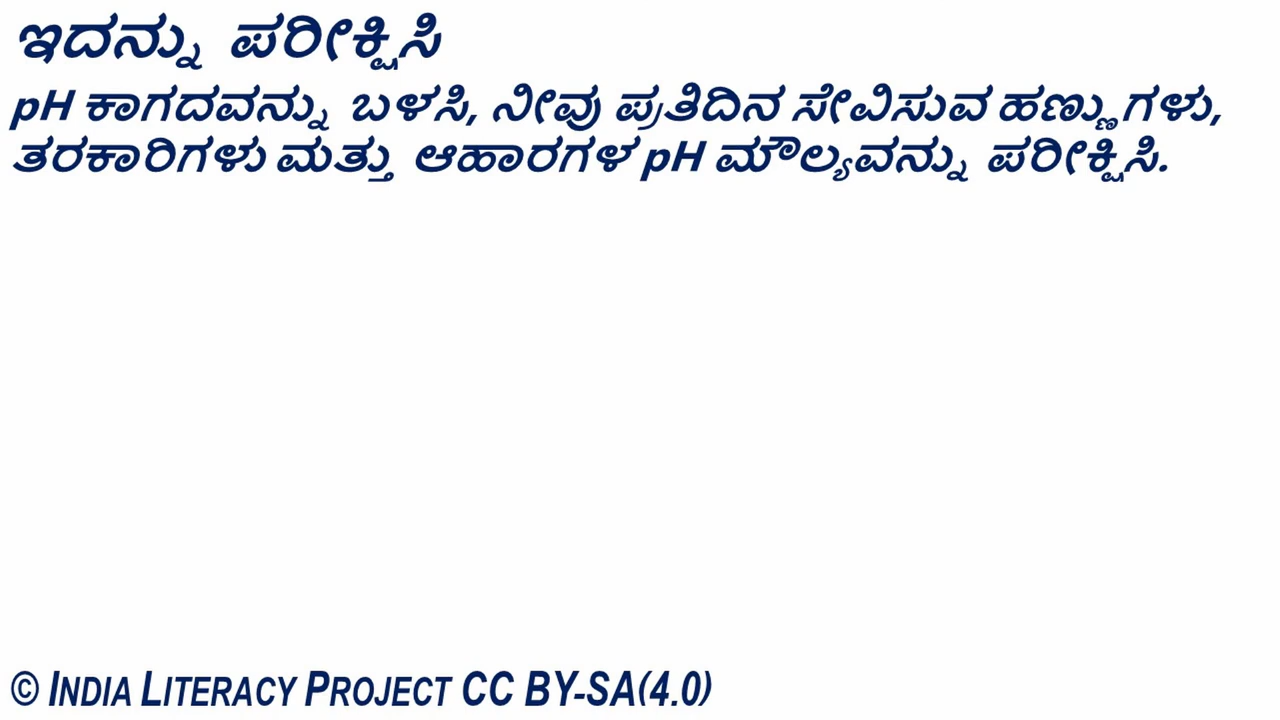 ಇದನ್ನು ಪರೀಕ್ಷಿಸಿ
pH ಕಾಗದವನ್ನು ಬಳಸಿ, ನೀವು ಪ್ರತಿದಿನ ಸೇವಿಸುವ ಹಣ್ಣುಗಳು,
ತರಕಾರಿಗಳು ಮತ್ತು ಆಹಾರಗಳ pH ಮೌಲ್ಯವನ್ನು ಪರೀಕ್ಷಿಸಿ.
© INDIA LITERACY PROJECT CC BY-SA(4.0)